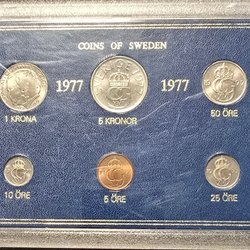 COINS OF SWEDEN
1977 1977
1 KRONA 5 KRONOR 50 ÖRE
10 ÖRE 5 ÖRE 25 ÖRE